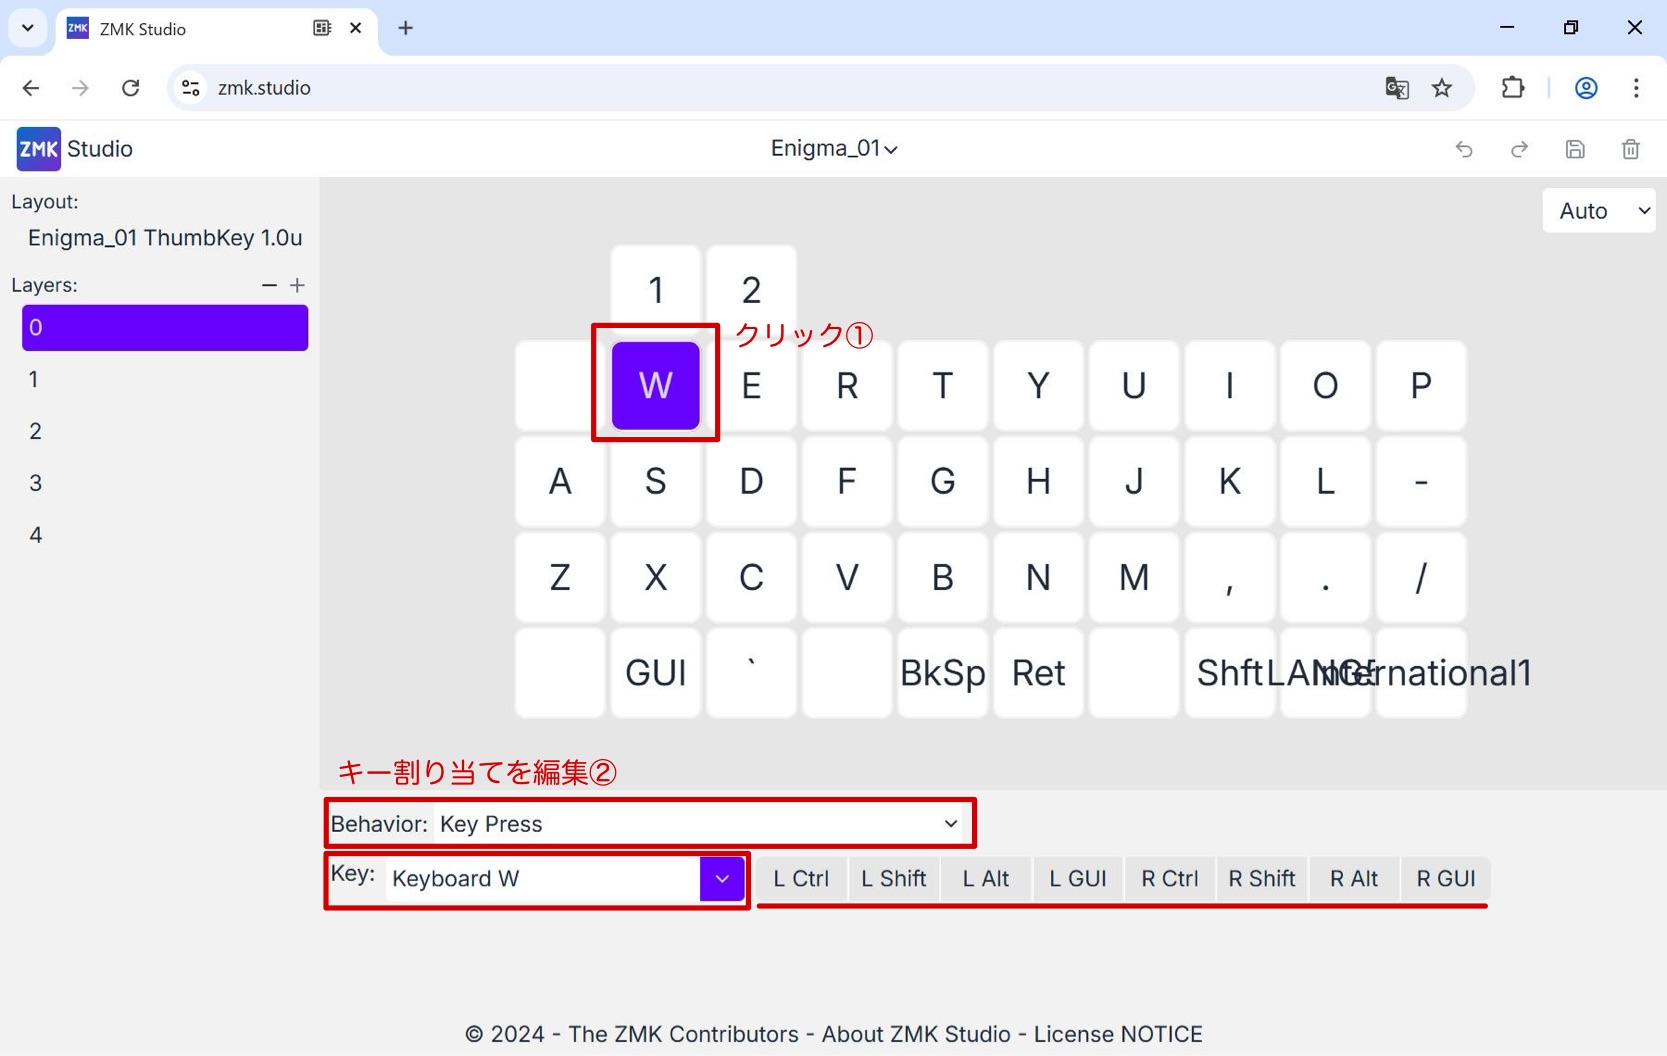 ZMK ZMK Studio
zmk.studio
ZMK Studio
Enigma_01
Layout:
Enigma_01 ThumbKey 1.0u
Auto
Layers:
0
1
2
3
4
1 2
クリック①
W E R T Y U I O P
A S D F G H J K L -
Z X C V B N M , . /
GUI ` BkSp Ret Shft International1
キー割り当てを編集②
Behavior: Key Press
Key: Keyboard W L Ctrl L Shift L Alt L GUI R Ctrl R Shift R Alt R GUI
© 2024 - The ZMK Contributors - About ZMK Studio - License NOTICE